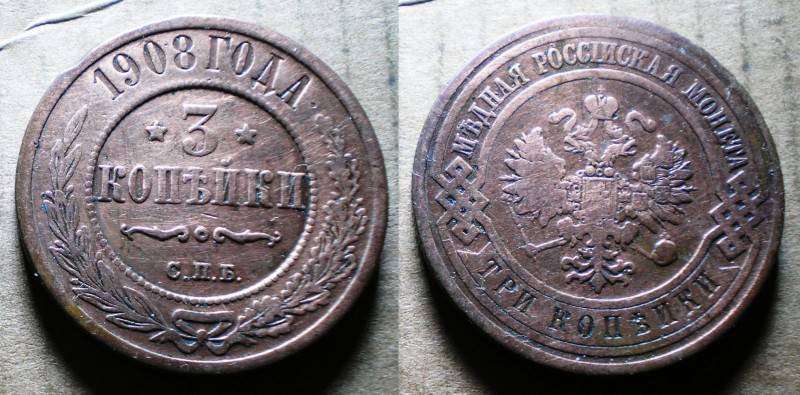 1908 ГОДА
3
КОПѢЙКИ
С.П.Б.
МѢДНАЯ РОССІЙСКАЯ МОНЕТА
ТРИ КОПѢЙКИ